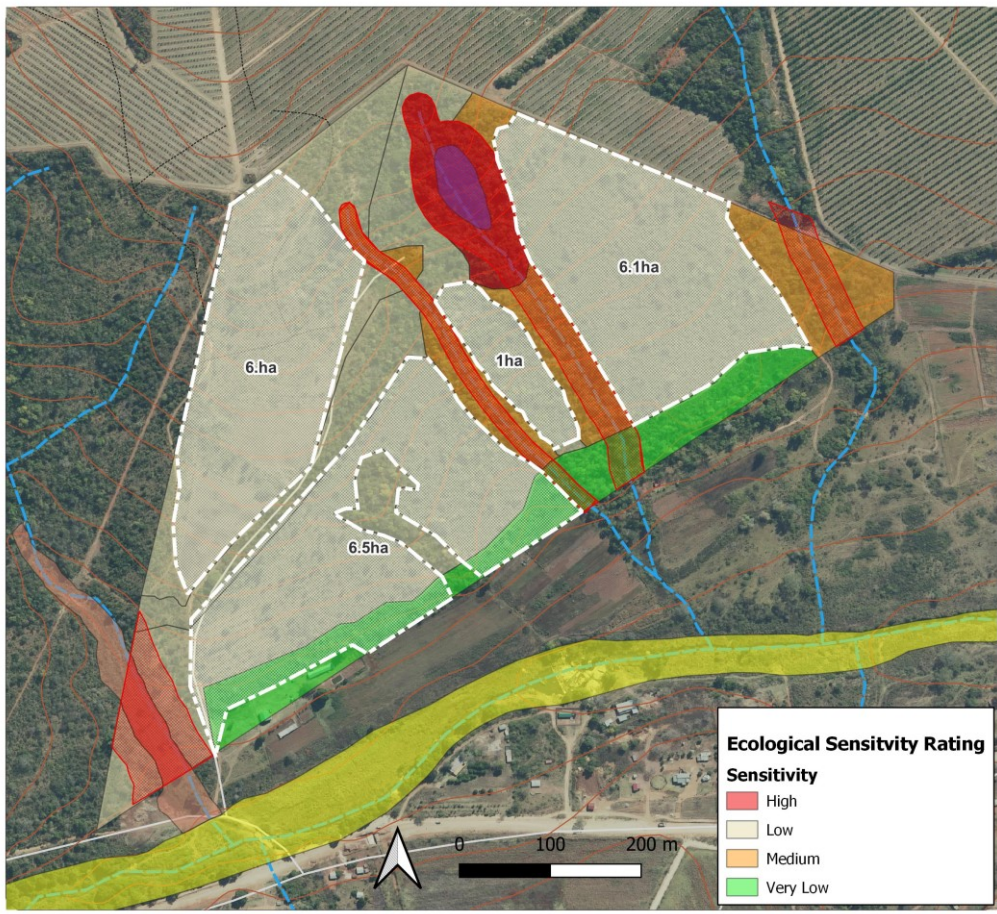 6.1ha
6.ha
1ha
6.5ha
Ecological Sensitvity Rating
Sensitivity
High
Low
Medium
Very Low
0 100 200 m